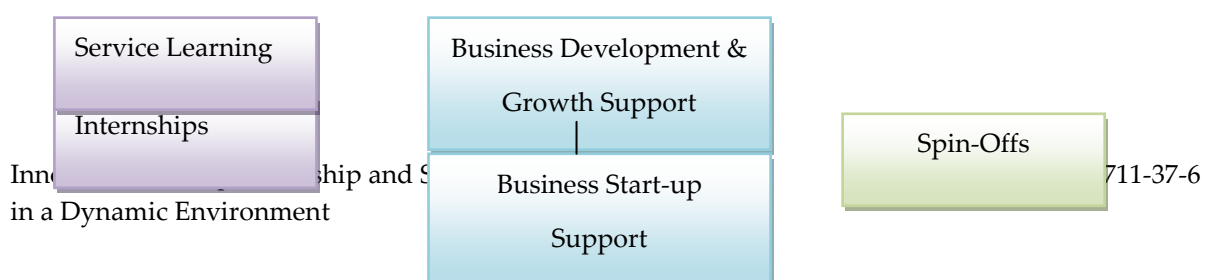 Service Learning
Internships
Business Development &
Growth Support
Business Start-up
Support
Spin-Offs
ship and
711-37-6
in a Dynamic Environment